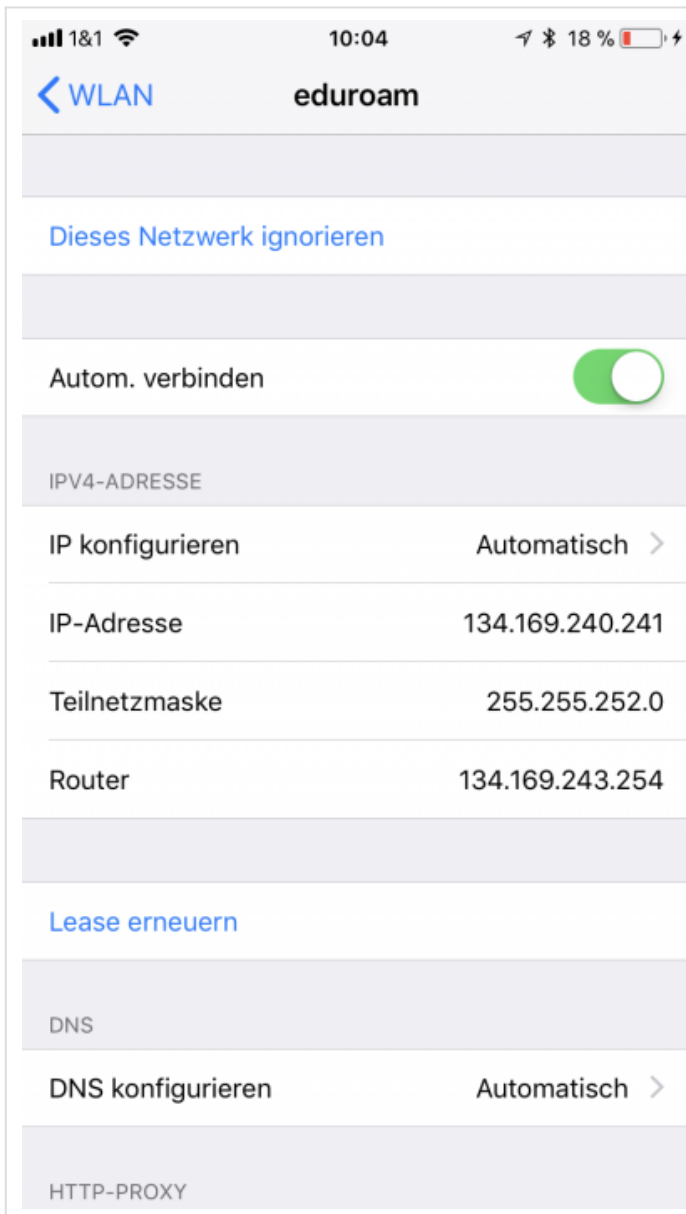 1&1 10:04 18 %
WLAN eduroam
Dieses Netzwerk ignorieren
Autom. verbinden
IPV4-ADRESSE
IP konfigurieren Automatisch
IP-Adresse 134.169.240.241
Teilnetzmaske 255.255.252.0
Router 134.169.243.254
Lease erneuern
DNS
DNS konfigurieren Automatisch
HTTP-PROXY